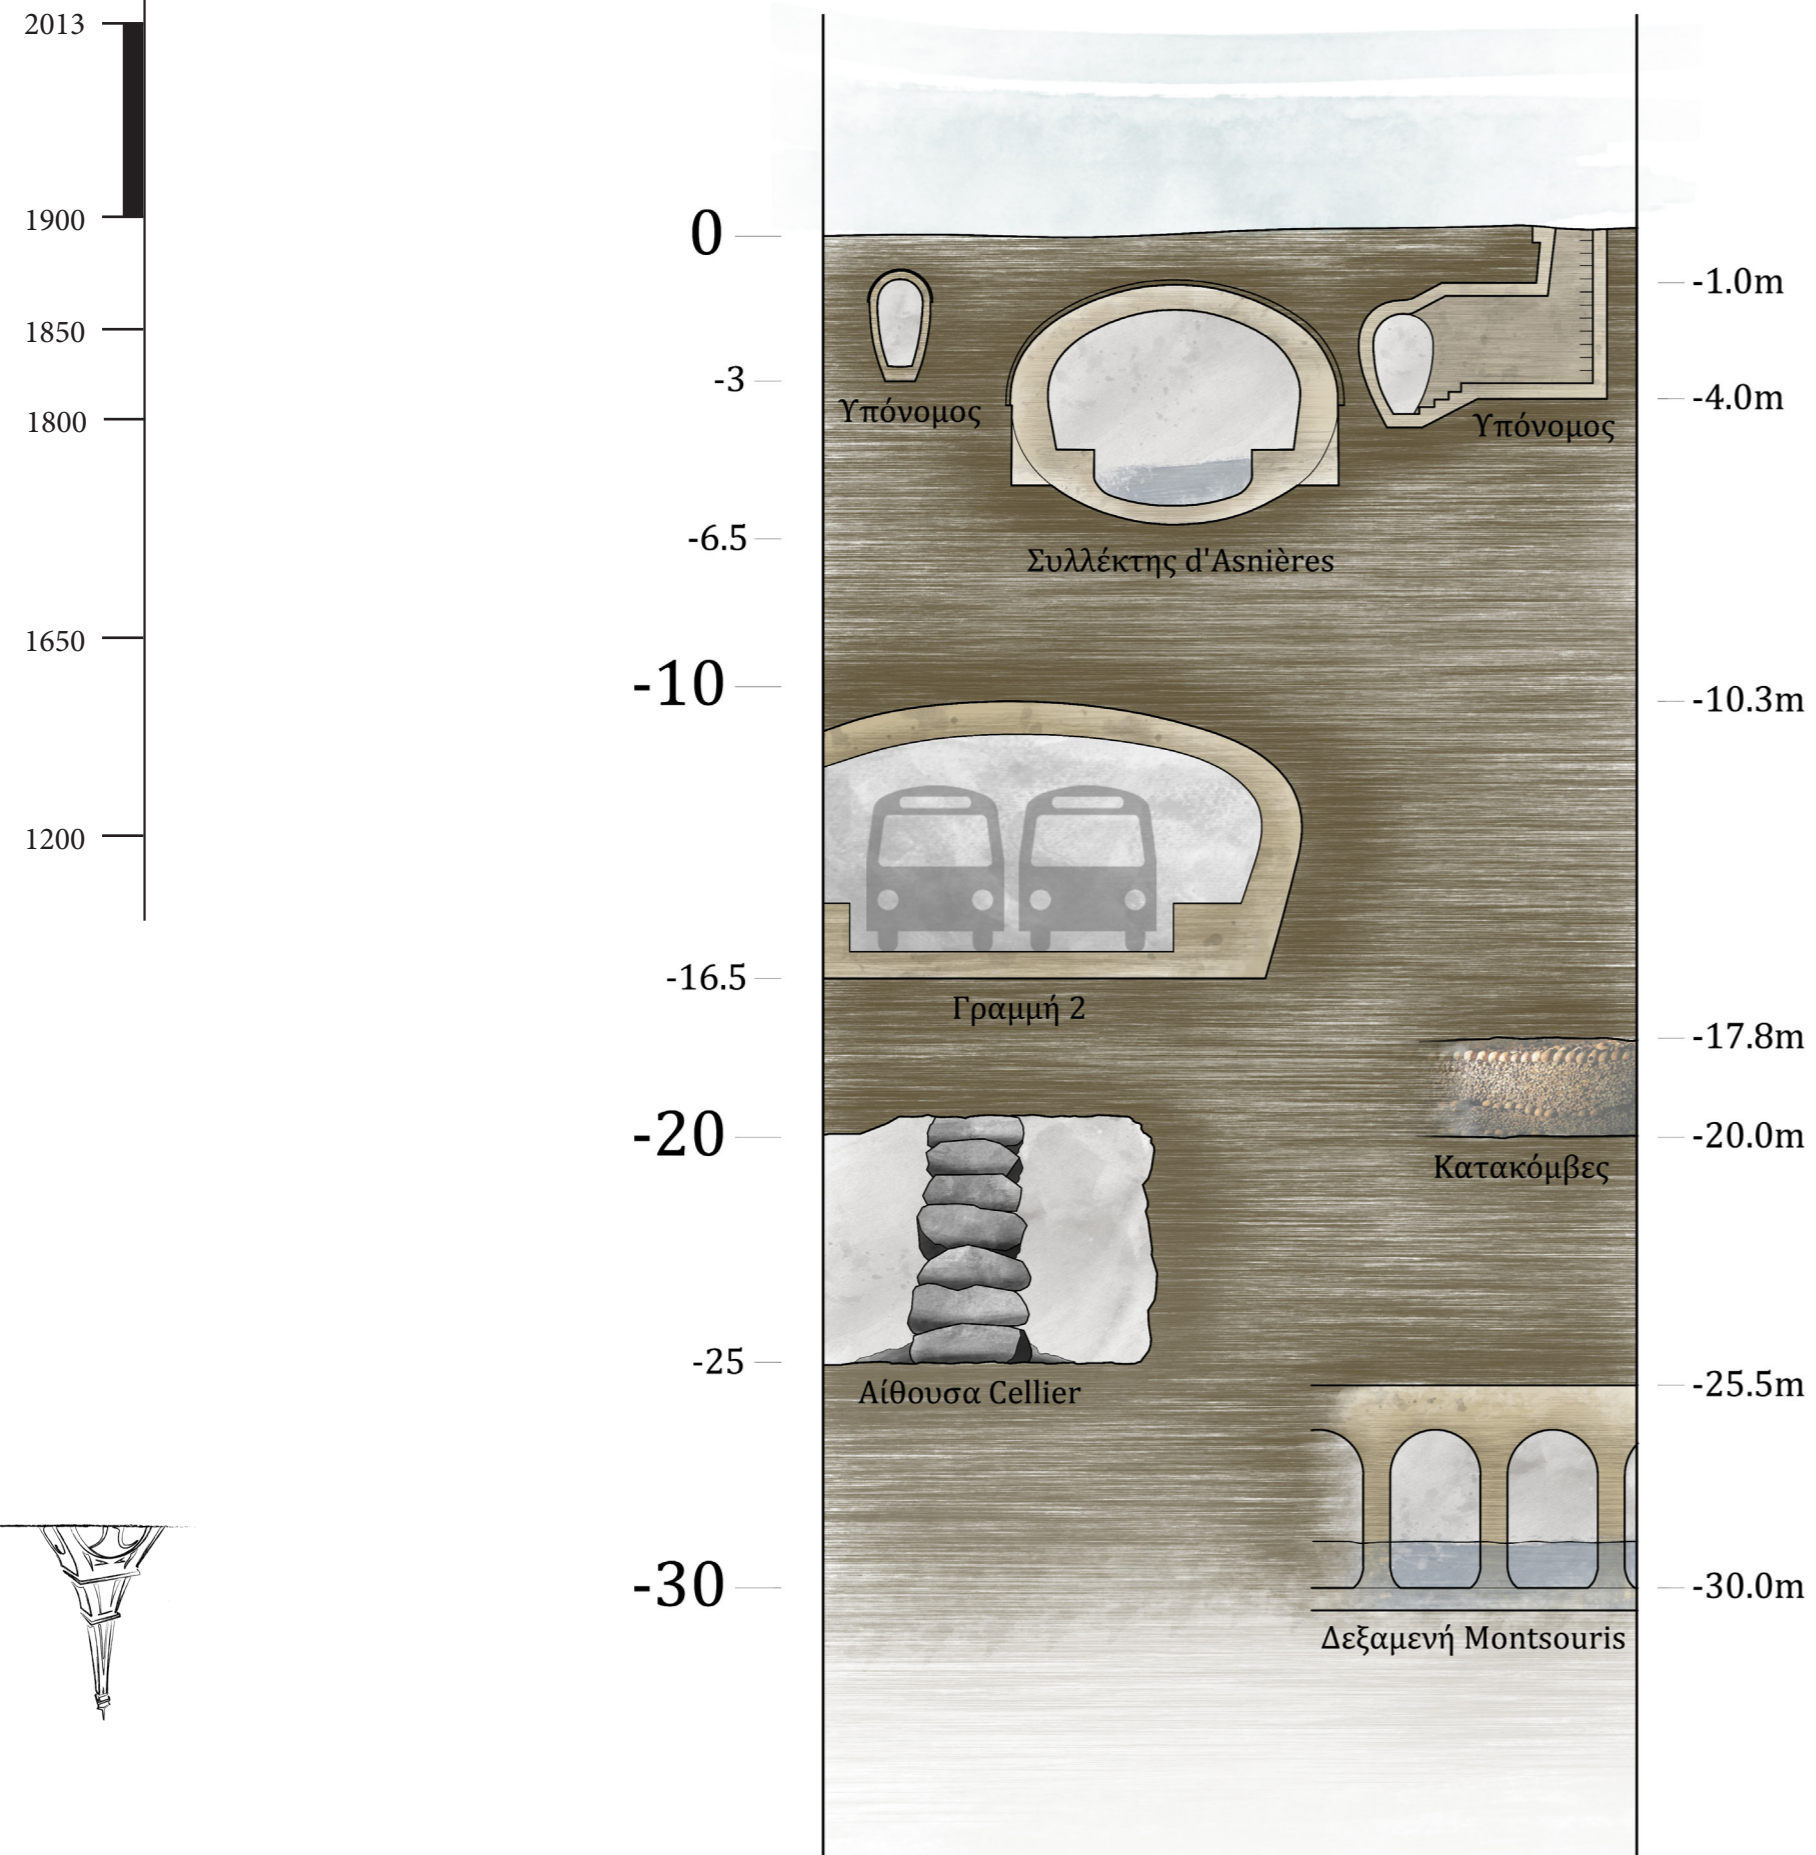 2013
1900
1850
1800
1650
1200
0
-3
-6.5
-10
-16.5
-20
-25
-30
Υπόνομος
Συλλέκτης d'Asnières
Υπόνομος
Γραμμή 2
Κατακόμβες
Αίθουσα Cellier
Δεξαμενή Montsouris
-1.0m
-4.0m
-10.3m
-17.8m
-20.0m
-25.5m
-30.0m